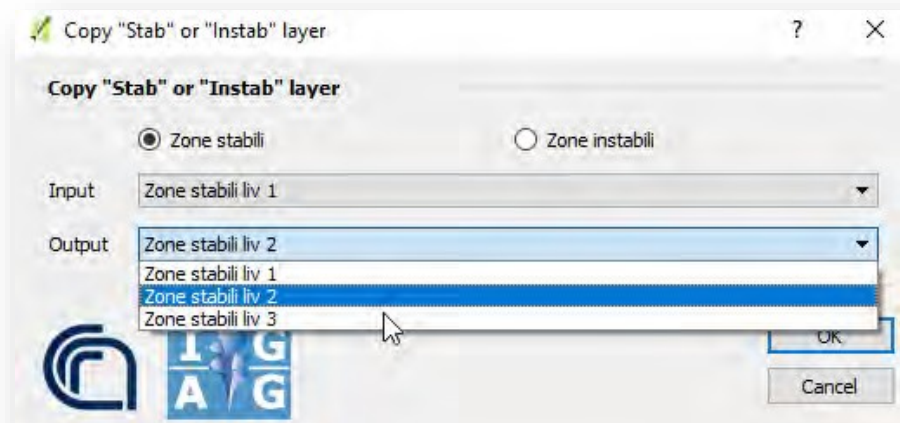 Copy "Stab" or "Instab" layer ?
Copy "Stab" or "Instab" layer
Zone stabili Zone instabili
Input Zone stabili liv 1
Output Zone stabili liv 2
Zone stabili liv 1
Zone stabili liv 2
Zone stabili liv 3
I G
A G
OK
Cancel